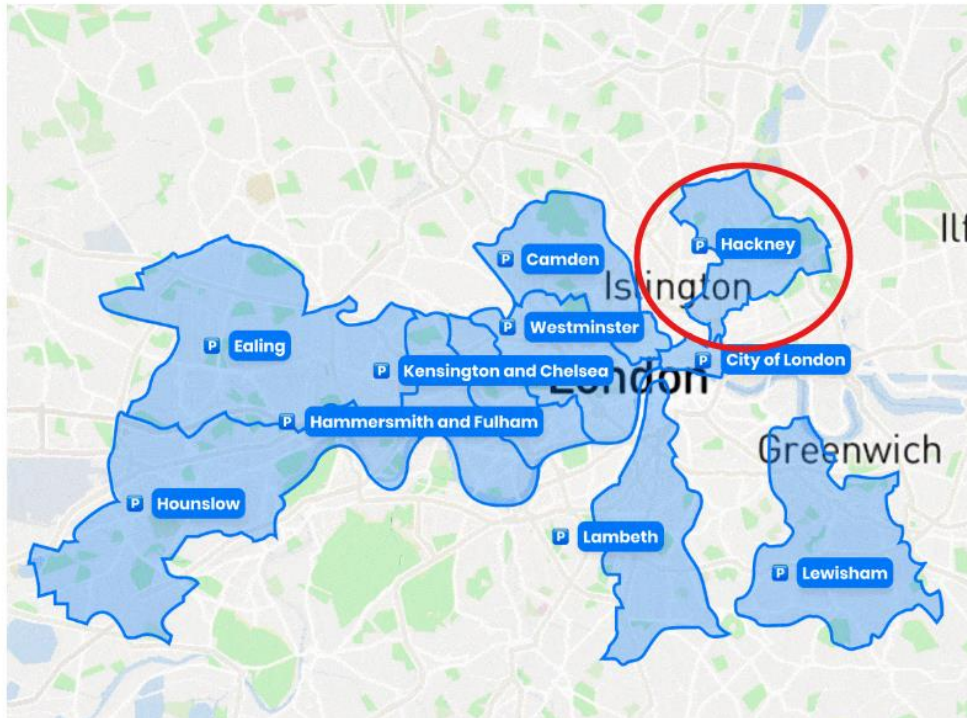 Ilf
P Hackney
P Camden
Islington
P Westminster
P Ealing
P City of London
P Kensington and Chelsea
London
P Hammersmith and Fulham
Greenwich
P Hounslow
P Lambeth
P Lewisham